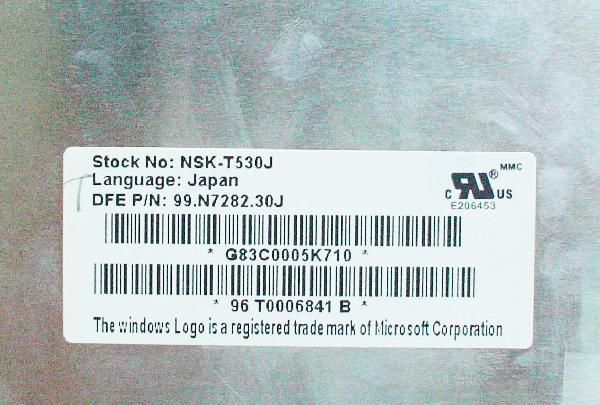 Stock No: NSK-T530J
Language: Japan
DFE P/N: 99.N7282.30J
MMC
c UR® US
E206453
* G83C0005K710 *
* 96 T0006841 B *
The windows Logo is a registered trade mark of Microsoft Corporation